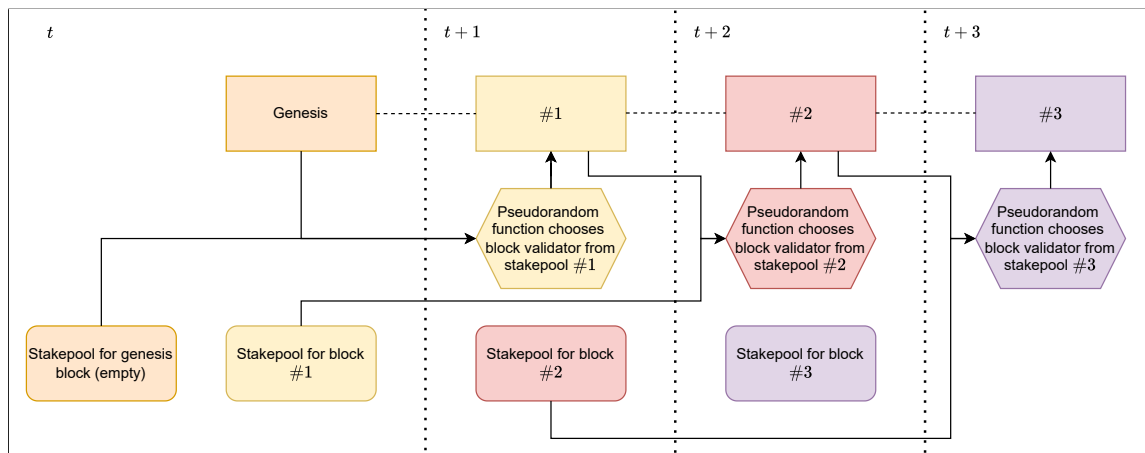 t
t + 1
t + 2
t + 3
Genesis
#1
#2
#3
Pseudorandom
function chooses
block validator from
stakepool #1
Pseudorandom
function chooses
block validator from
stakepool #2
Pseudorandom
function chooses
block validator from
stakepool #3
Stakepool for genesis
block (empty)
Stakepool for block
#1
Stakepool for block
#2
Stakepool for block
#3